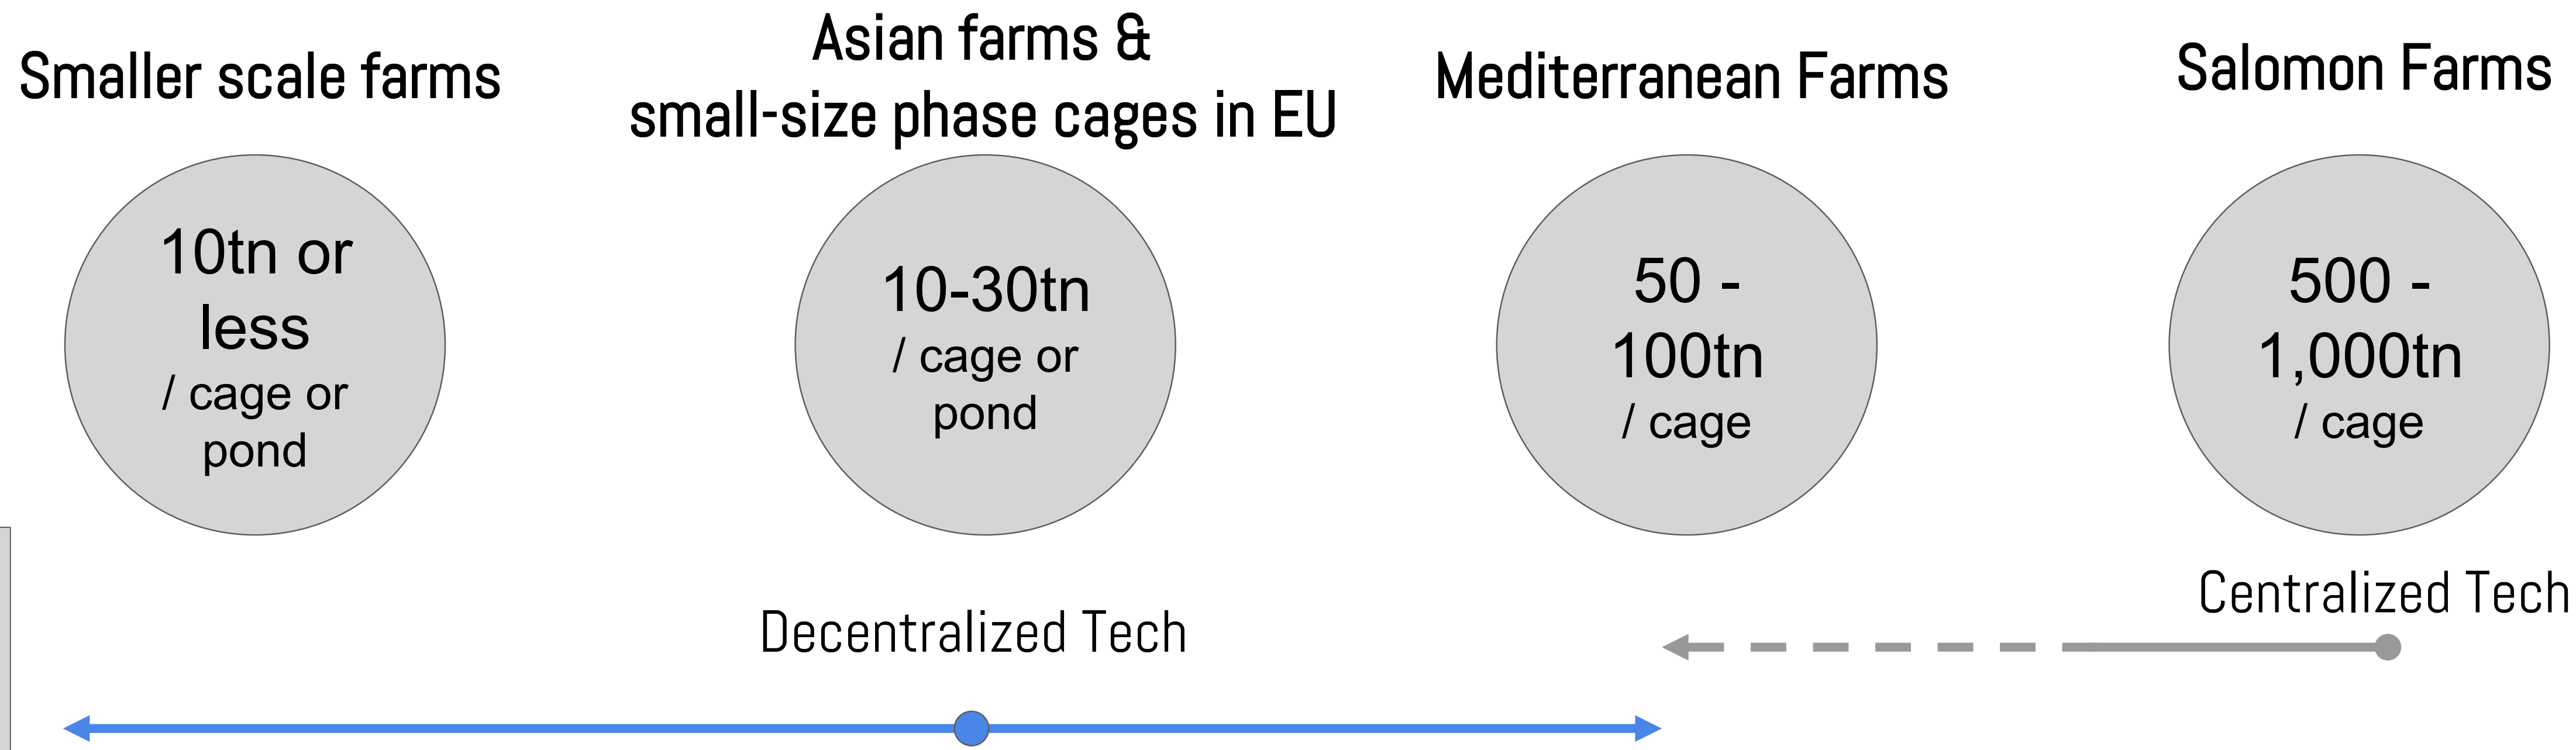 Smaller scale farms
Asian farms &
small-size phase cages in EU
Mediterranean Farms
Salomon Farms
10tn or
less
/ cage or
pond
10-30tn
/ cage or
pond
50 -
100tn
/ cage
500 -
1,000tn
/ cage
Decentralized Tech
Centralized Tech